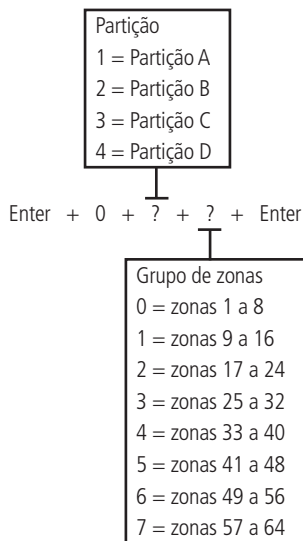 Partição
1 = Partição A
2 = Partição B
3 = Partição C
4 = Partição D
Enter + 0 + ? + ? + Enter
Grupo de zonas
0 = zonas 1 a 8
1 = zonas 9 a 16
2 = zonas 17 a 24
3 = zonas 25 a 32
4 = zonas 33 a 40
5 = zonas 41 a 48
6 = zonas 49 a 56
7 = zonas 57 a 64